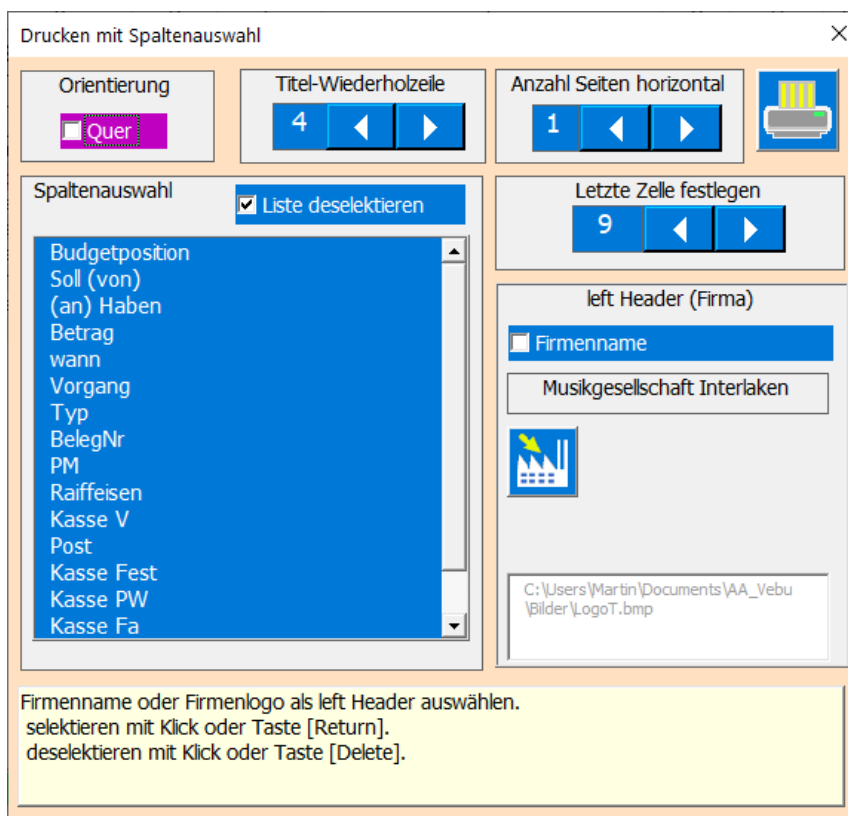 Drucken mit Spaltenauswahl
Orientierung
Quer
Titel-Wiederholzeile
4
Anzahl Seiten horizontal
1
Spaltenauswahl
Liste deselektieren
Budgetposition
Soll (von)
(an) Haben
Betrag
wann
Vorgang
Typ
BelegNr
PM
Raiffeisen
Kasse V
Post
Kasse Fest
Kasse PW
Kasse Fa
Letzte Zelle festlegen
9
left Header (Firma)
Firmenname
Musikgesellschaft Interlaken
C:\Users\Martin\Documents\AA_Vebu
\Bilder\LogoT.bmp
Firmenname oder Firmenlogo als left Header auswählen.
selektieren mit Klick oder Taste [Return].
deselektieren mit Klick oder Taste [Delete].